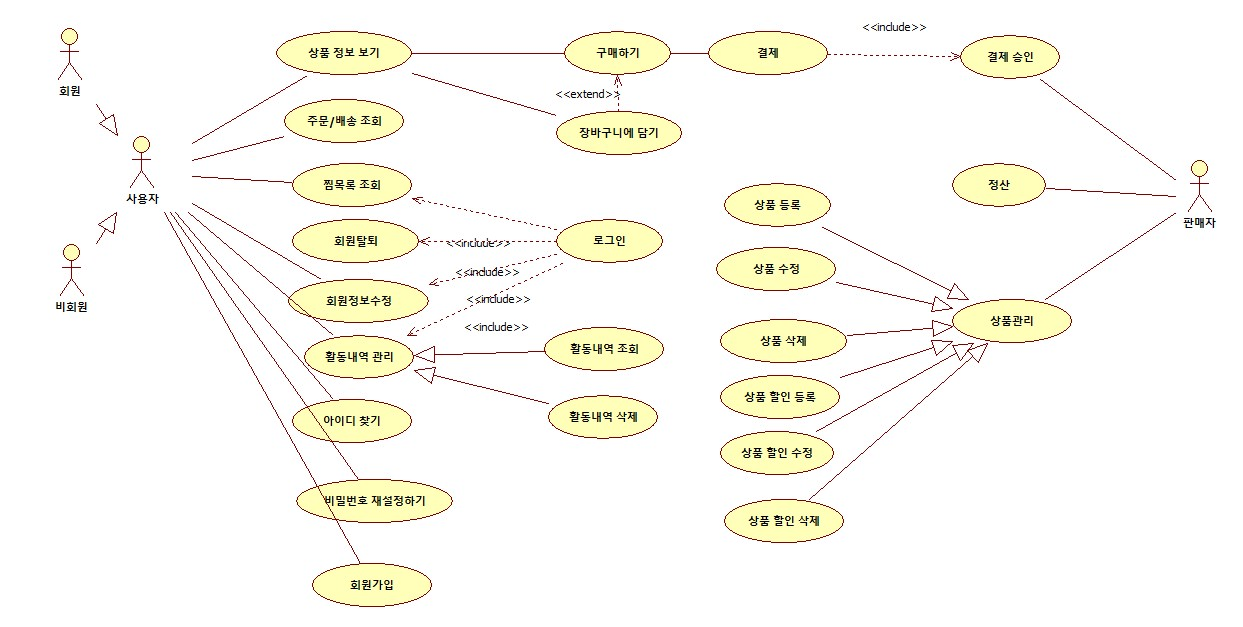 <<include>>
회원
상품 정보 보기
구매하기
결제
결제 승인
<<extend>>
주문/배송 조회
장바구니에 담기
사용자
찜목록 조회
정산
판매자
상품 등록
회원탈퇴
<<include>>
로그인
비회원
<<include>>
상품 수정
회원정보수정
<<include>>
상품관리
<<include>>
활동내역 관리
활동내역 조회
상품 삭제
아이디 찾기
활동내역 삭제
상품 할인 등록
상품 할인 수정
비밀번호 재설정하기
상품 할인 삭제
회원가입